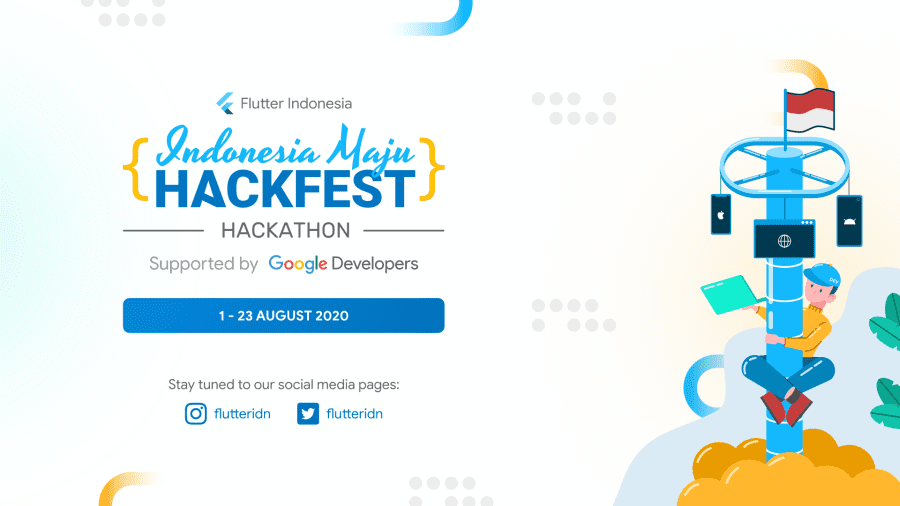 Flutter Indonesia
{ Indonesia Maju }
HACKFEST
HACKATHON
Supported by Google Developers
1 - 23 AUGUST 2020
Stay tuned to our social media pages:
flutteridn flutteridn
DEV